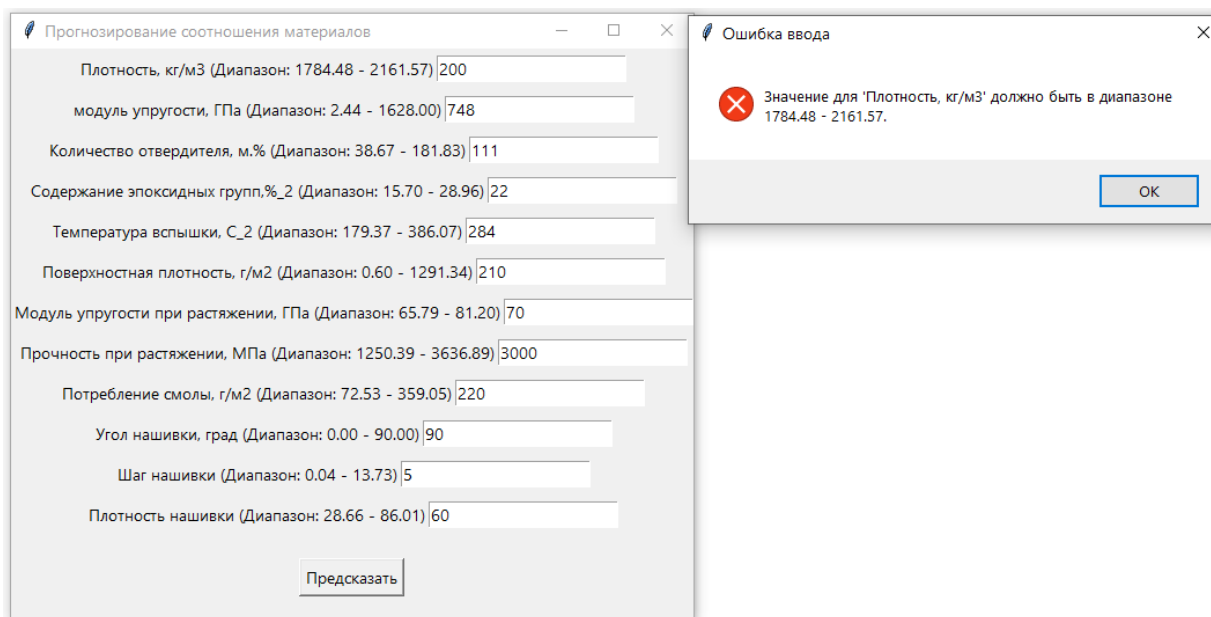 Прогнозирование соотношения материалов
Плотность, кг/м3 (Диапазон: 1784.48 - 2161.57) 200
модуль упругости, ГПа (Диапазон: 2.44 - 1628.00) 748
Количество отвердителя, м.% (Диапазон: 38.67 - 181.83) 111
Содержание эпоксидных групп,%_2 (Диапазон: 15.70 - 28.96) 22
Температура вспышки, С_2 (Диапазон: 179.37 - 386.07) 284
Поверхностная плотность, г/м2 (Диапазон: 0.60 - 1291.34) 210
Модуль упругости при растяжении, ГПа (Диапазон: 65.79 - 81.20) 70
Прочность при растяжении, МПа (Диапазон: 1250.39 - 3636.89) 3000
Потребление смолы, г/м2 (Диапазон: 72.53 - 359.05) 220
Угол нашивки, град (Диапазон: 0.00 - 90.00) 90
Шаг нашивки (Диапазон: 0.04 - 13.73) 5
Плотность нашивки (Диапазон: 28.66 - 86.01) 60
Предсказать
Ошибка ввода
Значение для 'Плотность, кг/м3' должно быть в диапазоне
1784.48 - 2161.57.
OK